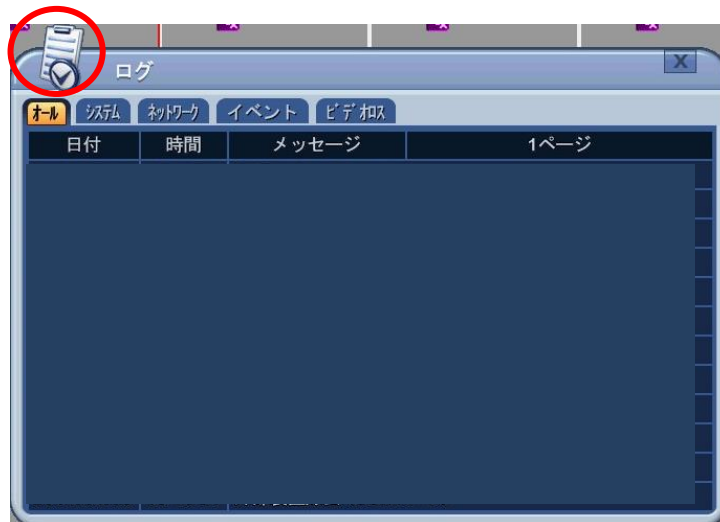 ログ X
オール システム ネットワーク イベント ビデオロス
日付 時間 メッセージ 1ページ